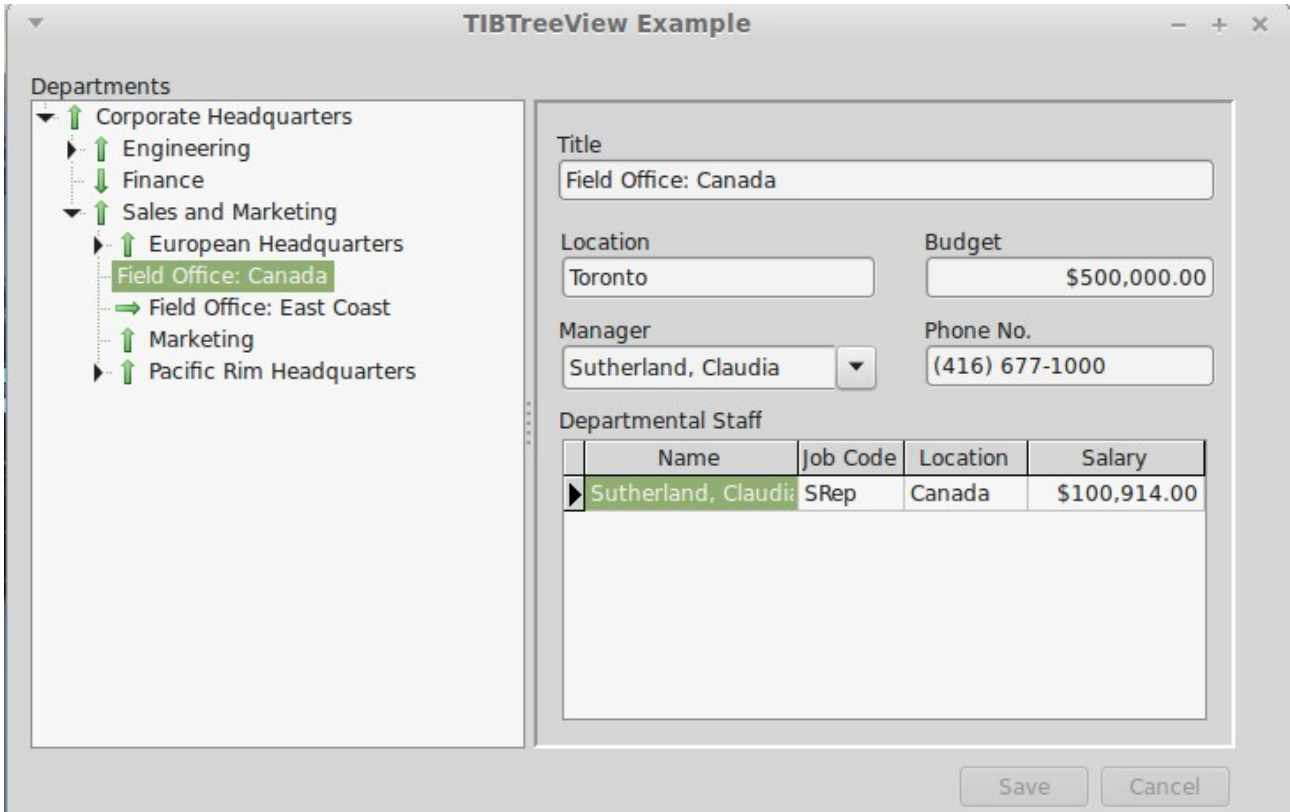 TIBTreeView Example
Departments
Corporate Headquarters
Engineering
Finance
Sales and Marketing
European Headquarters
Field Office: Canada
Field Office: East Coast
Marketing
Pacific Rim Headquarters
Title
Field Office: Canada
Location Budget
Toronto $500,000.00
Manager Phone No.
Sutherland, Claudia (416) 677-1000
Departmental Staff
Name Job Code Location Salary
Sutherland, Claudia SRep Canada $100,914.00
Save Cancel